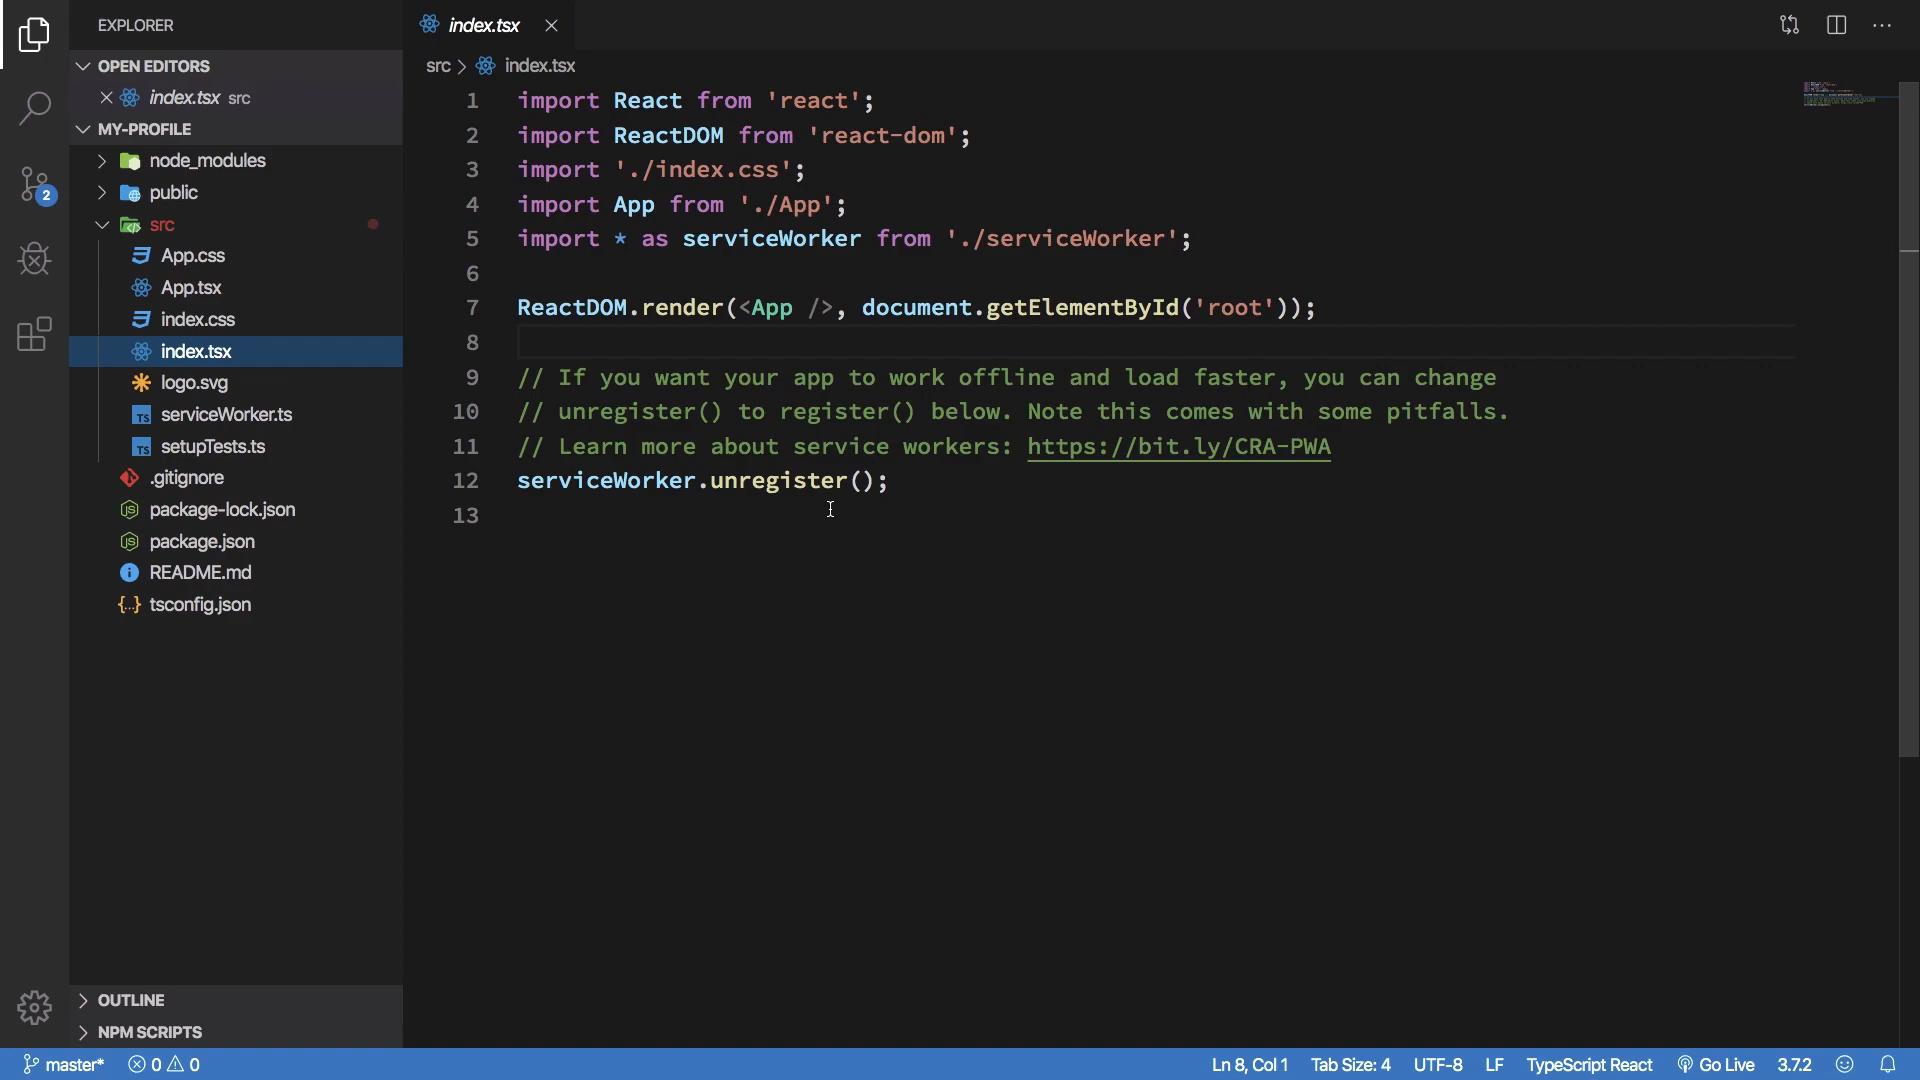 EXPLORER
OPEN EDITORS
index.tsx src
MY-PROFILE
node_modules
public
src
App.css
App.tsx
index.css
index.tsx
logo.svg
TS serviceWorker.ts
TS setupTests.ts
.gitignore
package-lock.json
package.json
README.md
{...} tsconfig.json
OUTLINE
NPM SCRIPTS
2
index.tsx
src > index.tsx
1 import React from 'react';
2 import ReactDOM from 'react-dom';
3 import './index.css';
4 import App from './App';
5 import * as serviceWorker from './serviceWorker';
6
7 ReactDOM.render(<App />, document.getElementById('root'));
8
9 // If you want your app to work offline and load faster, you can change
10 // unregister() to register() below. Note this comes with some pitfalls.
11 // Learn more about service workers: https://bit.ly/CRA-PWA
12 serviceWorker.unregister();
13
master* 0 0 Ln 8, Col 1 Tab Size: 4 UTF-8 LF TypeScript React Go Live 3.7.2